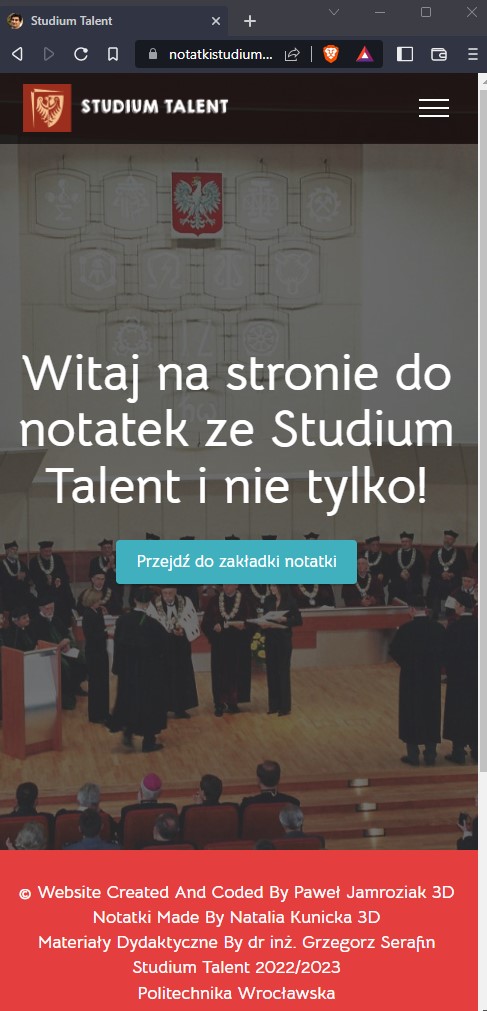 Studium Talent
notatkistudium...
STUDIUM TALENT
Witaj na stronie do
notatek ze Studium
Talent i nie tylko!
Przejdź do zakładki notatki
© Website Created And Coded By Paweł Jamroziak 3D
Notatki Made By Natalia Kunicka 3D
Materiały Dydaktyczne By dr inż. Grzegorz Serafin
Studium Talent 2022/2023
Politechnika Wrocławska